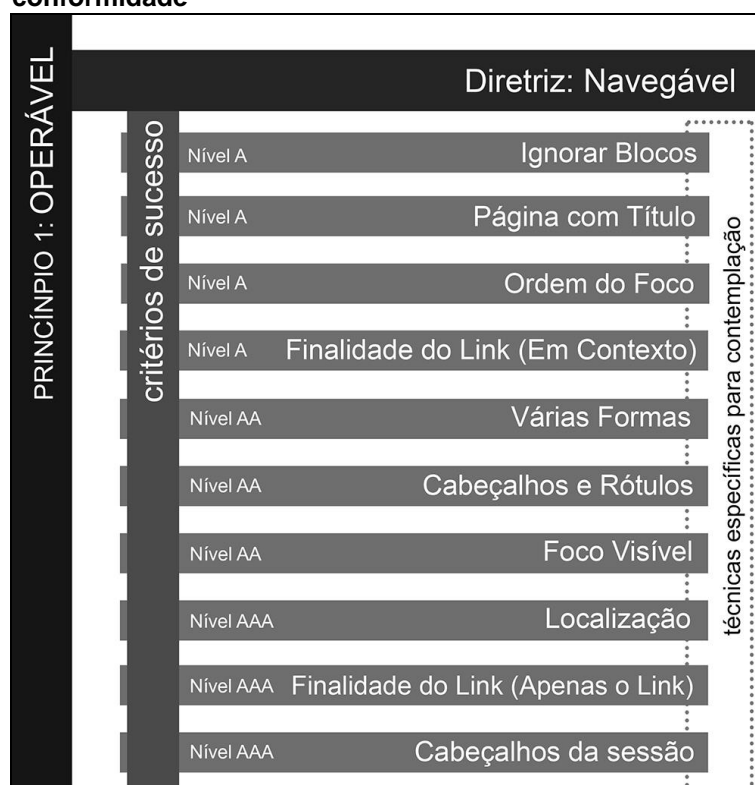 conformidade
PRINCÍNPIO 1: OPERÁVEL
Diretriz: Navegável
critérios de sucesso
Nível A Ignorar Blocos
Nível A Página com Título
Nível A Ordem do Foco
Nível A Finalidade do Link (Em Contexto)
Nível AA Várias Formas
Nível AA Cabeçalhos e Rótulos
Nível AA Foco Visível
Nível AAA Localização
Nível AAA Finalidade do Link (Apenas o Link)
Nível AAA Cabeçalhos da sessão
técnicas específicas para contemplação